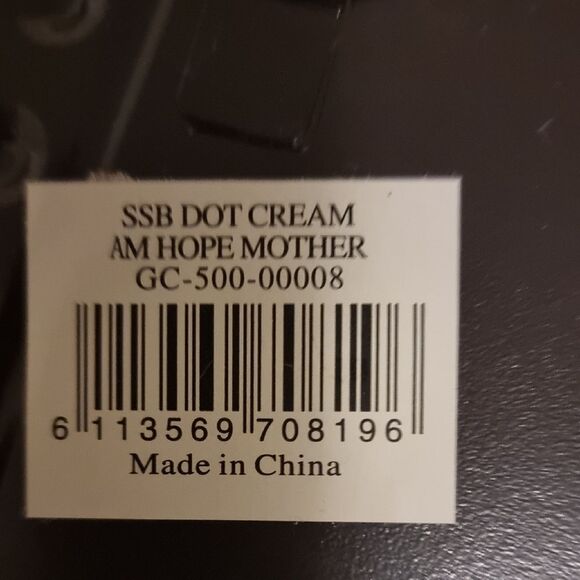 SSB DOT CREAM
AM HOPE MOTHER
GC-500-00008
6 113569 708196
Made in China